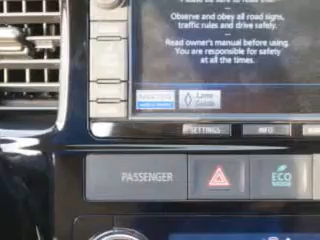 Observe and obey all road signs,
traffic rules and drive safely.
Read owner's manual before using.
You are responsible for safety
at all the times.
SETTINGS
INFO
PASSENGER
ECO